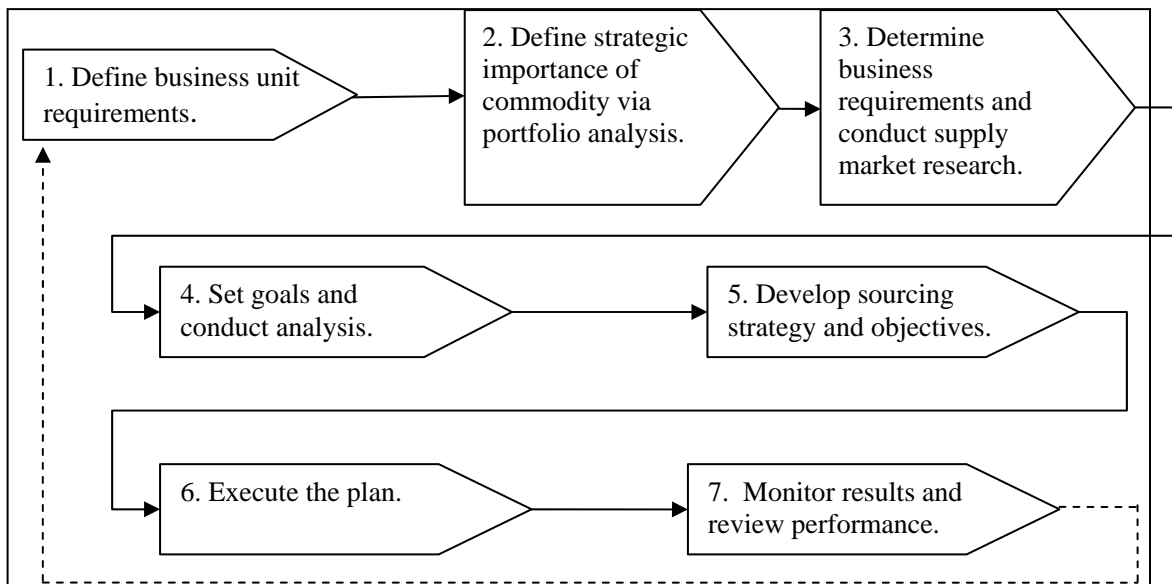 1. Define business unit
requirements.
2. Define strategic
importance of
commodity via
portfolio analysis.
3. Determine
business
requirements and
conduct supply
market research.
4. Set goals and
conduct analysis.
5. Develop sourcing
strategy and objectives.
6. Execute the plan.
7. Monitor results and
review performance.